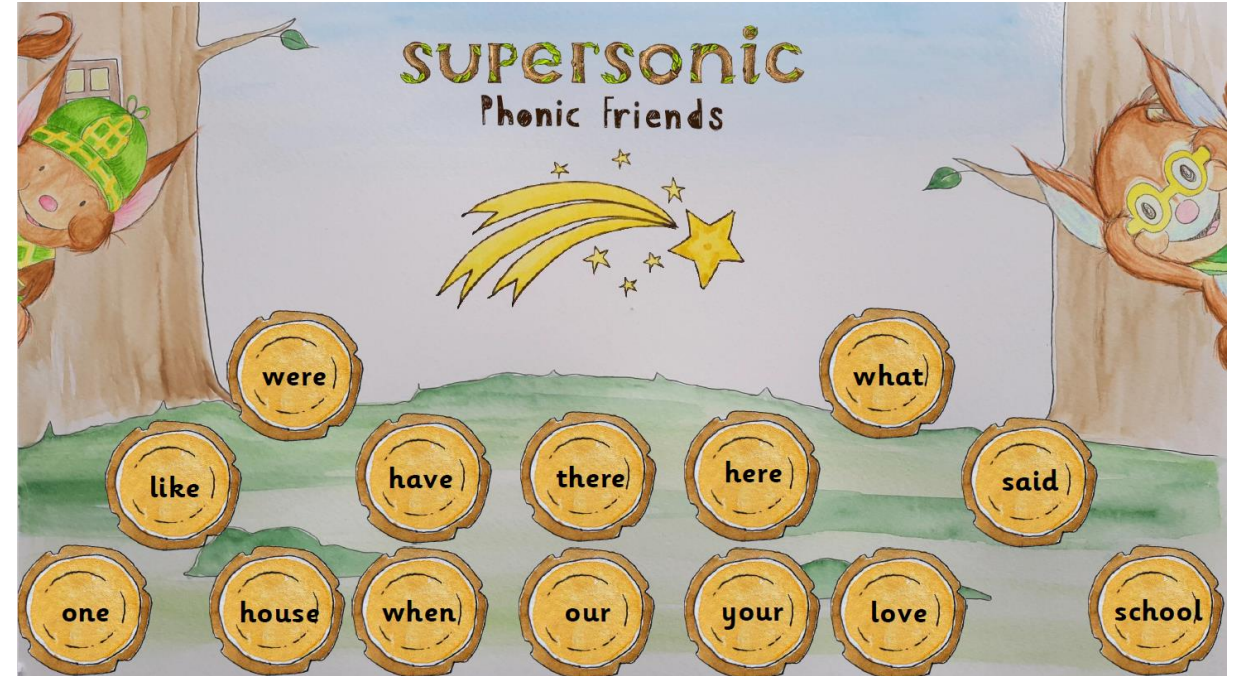 supersonic
Phonic Friends
were what
like have there here said
one house when our your love school